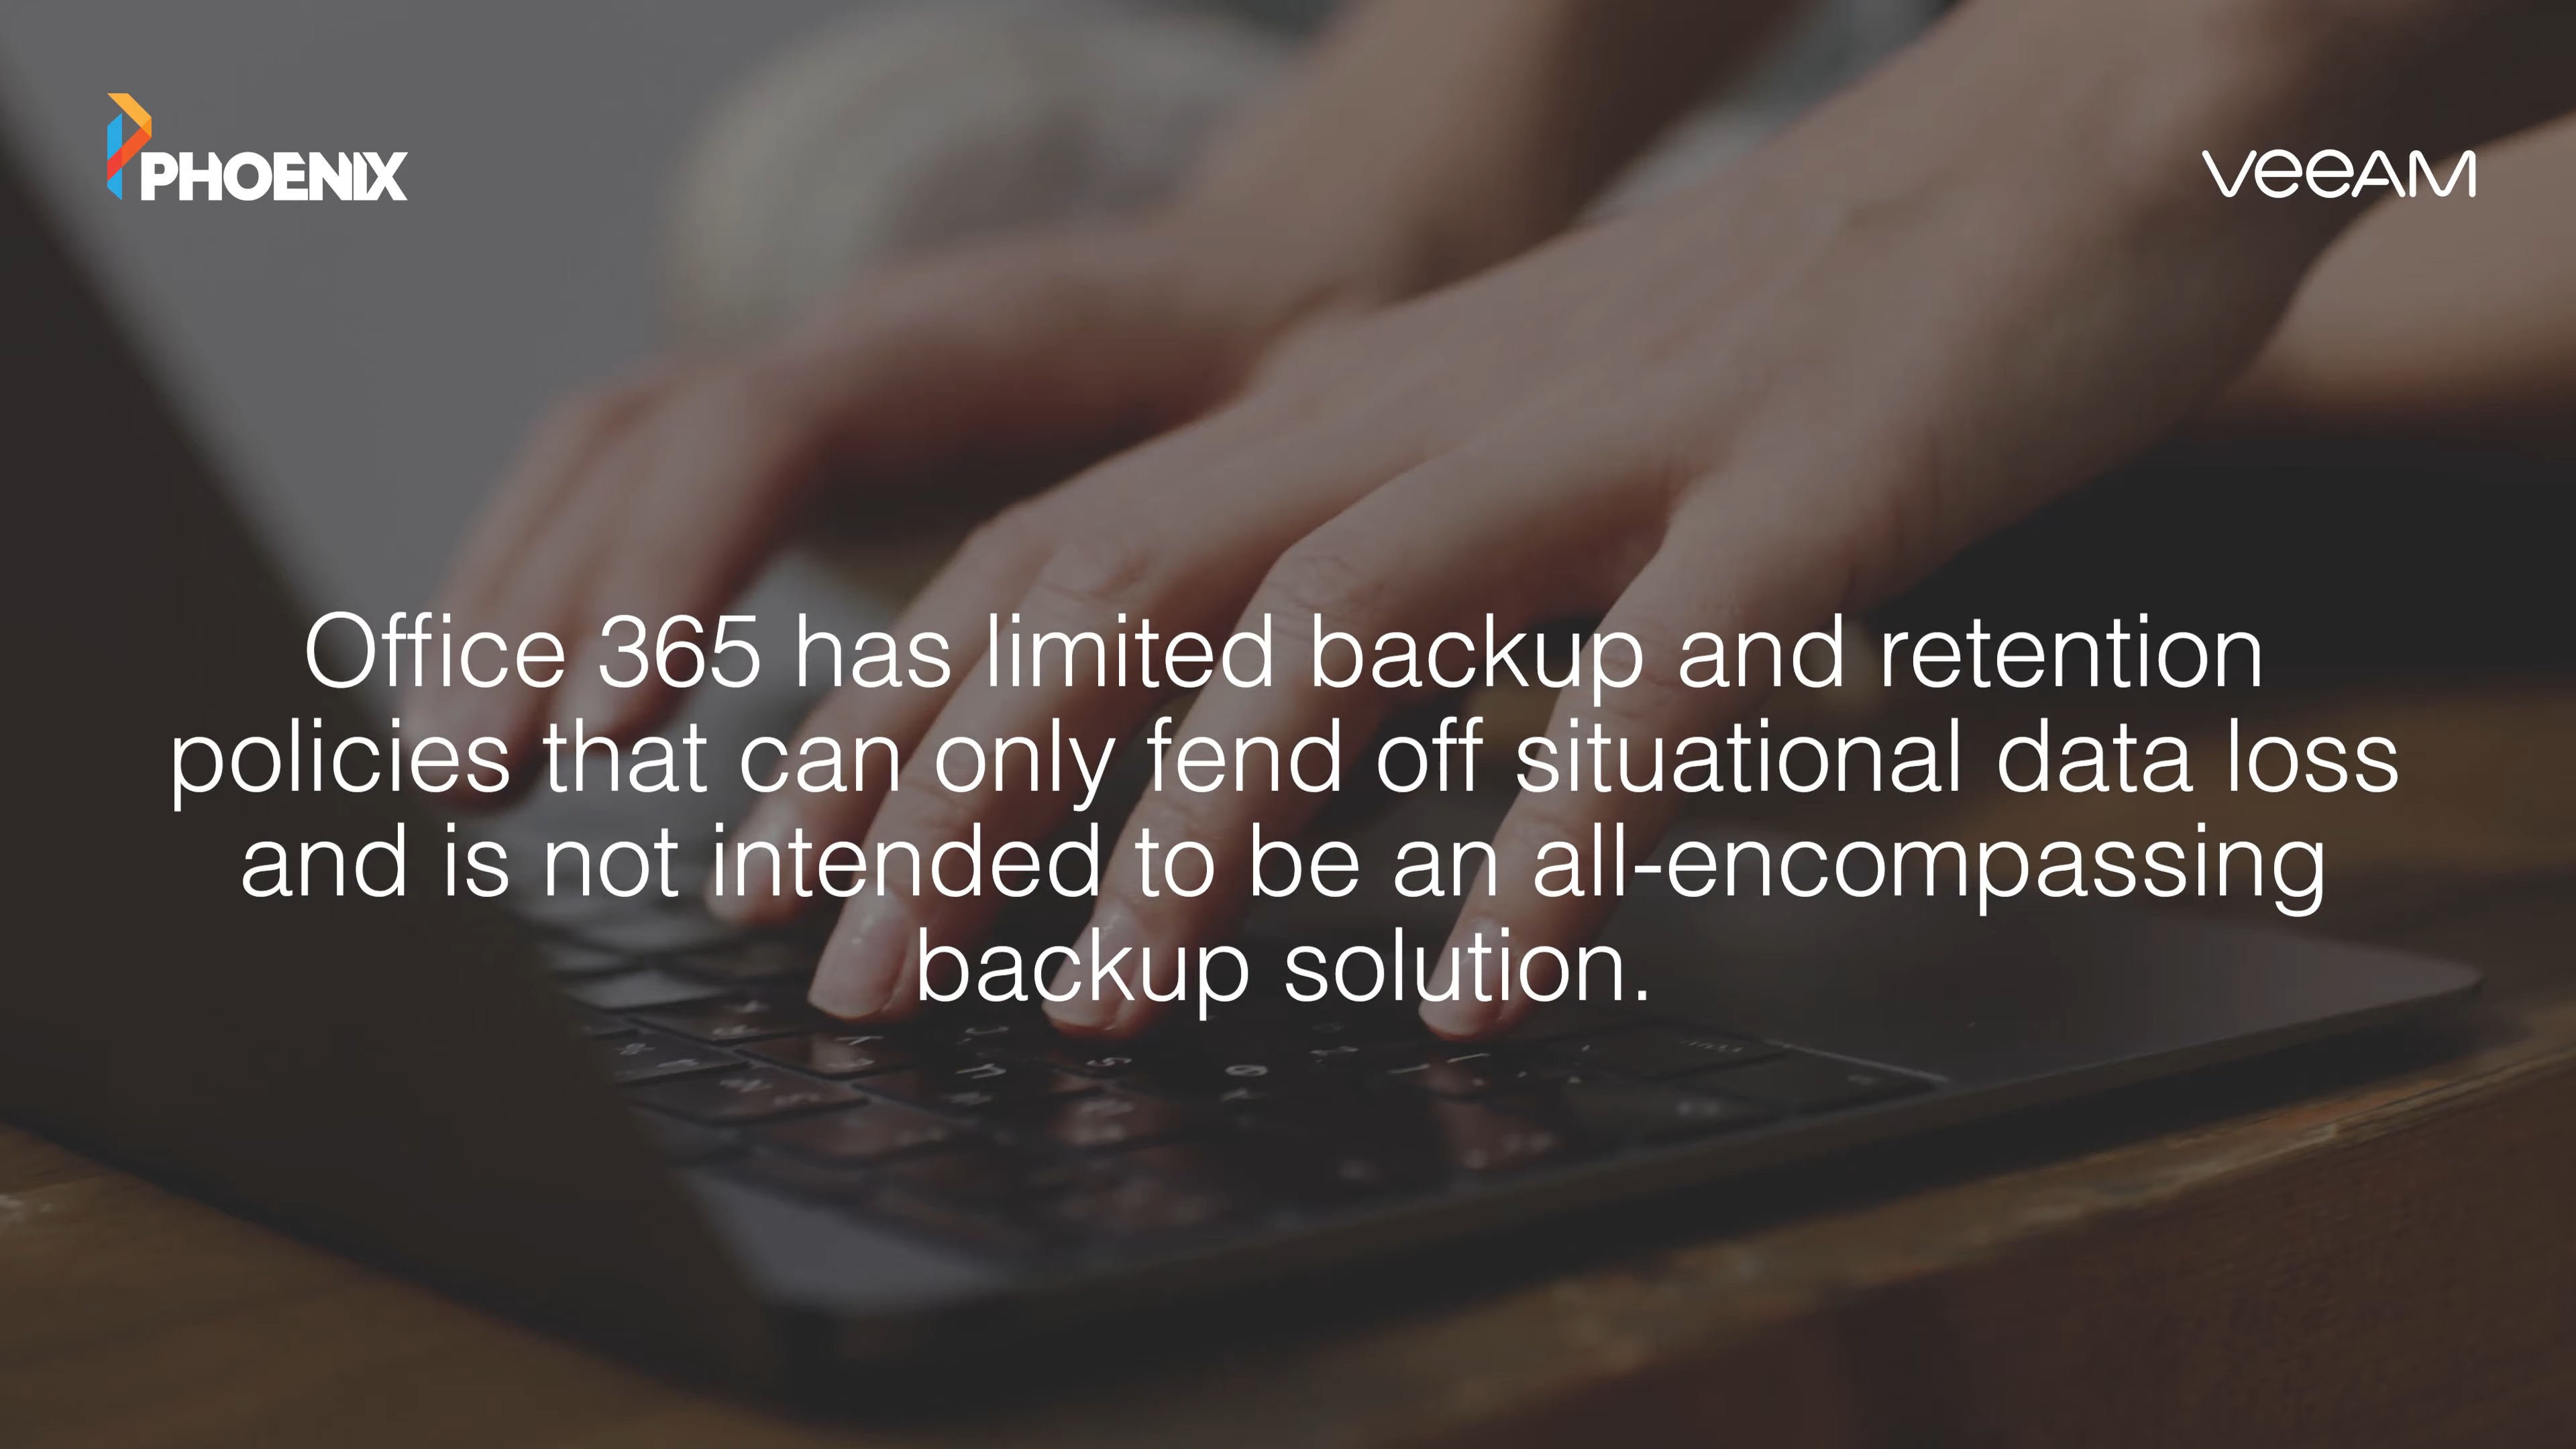 PHOENIX
veeAM
Office 365 has limited backup and retention
policies that can only fend off situational data loss
and is not intended to be an all-encompassing
backup solution.